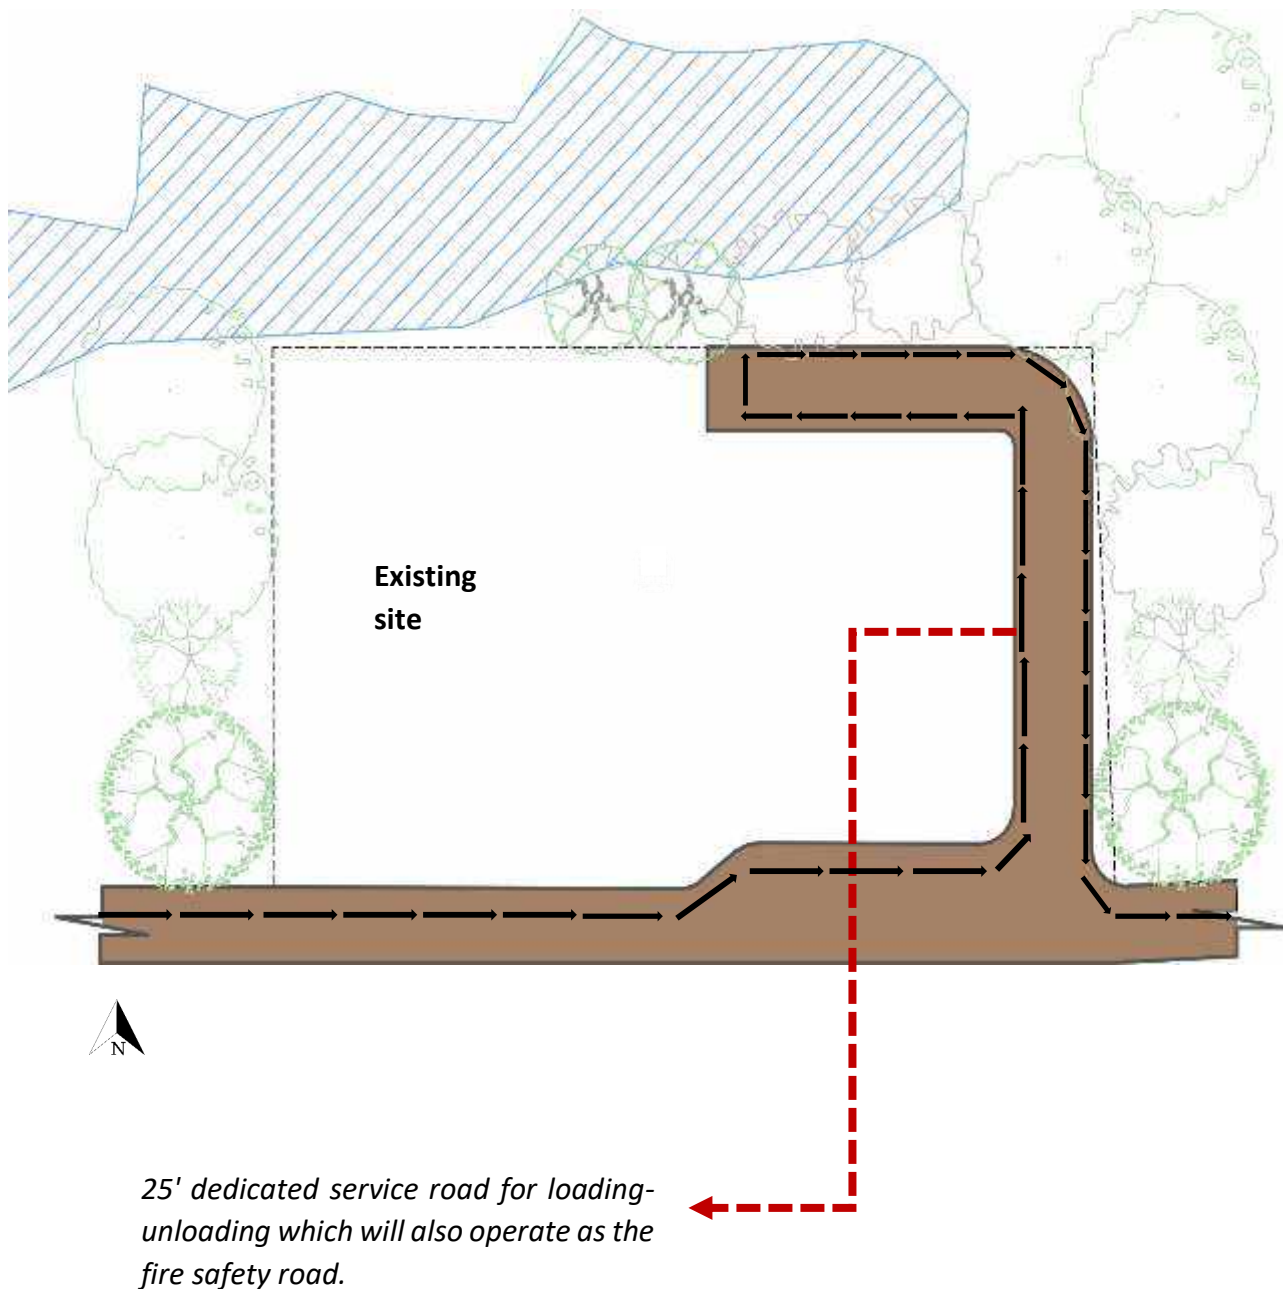 Existing
site
N
25' dedicated service road for loading-
unloading which will also operate as the
fire safety road.